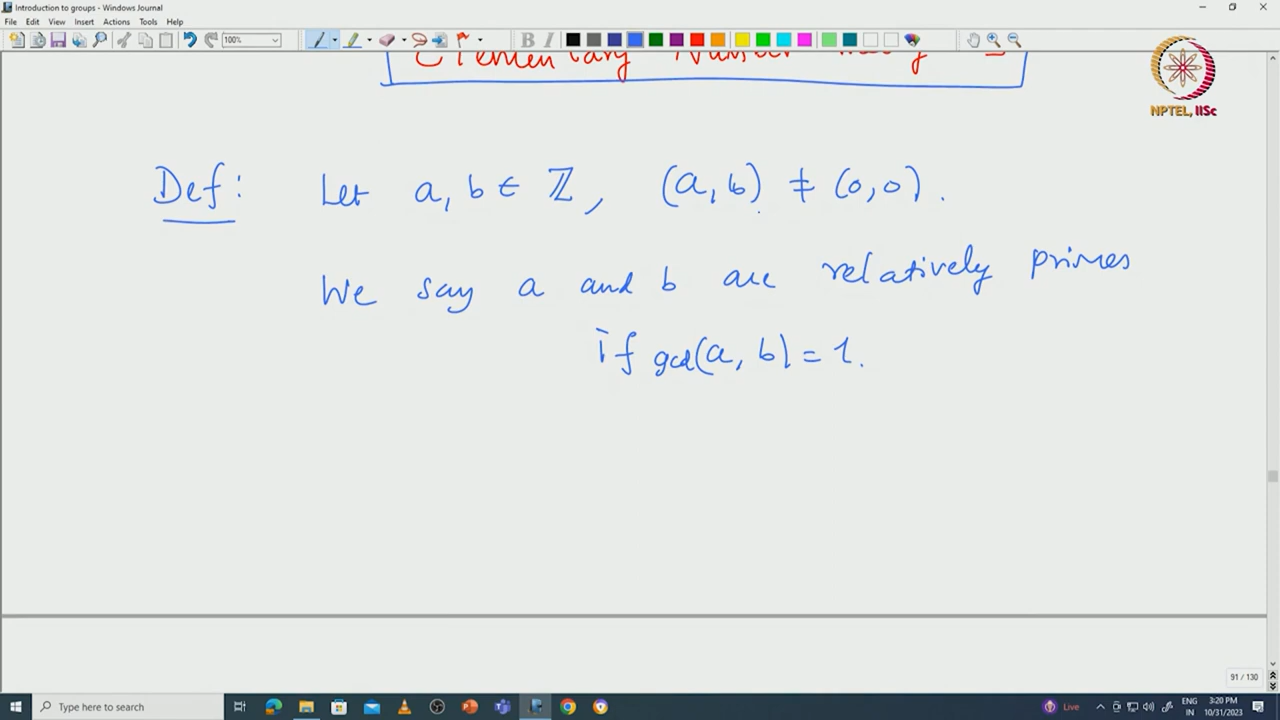 Introduction to groups - Windows Journal
File Edit View Insert Actions Tools Help
100%
NPTEL, IISc
Def: Let a, b ∈ ℤ, (a, b) ≠ (0, 0).
We say a and b are relatively primes
if gcd(a, b) = 1.
91 / 130
Type here to search
Live
ENG
IN
3:20 PM
10/31/2023